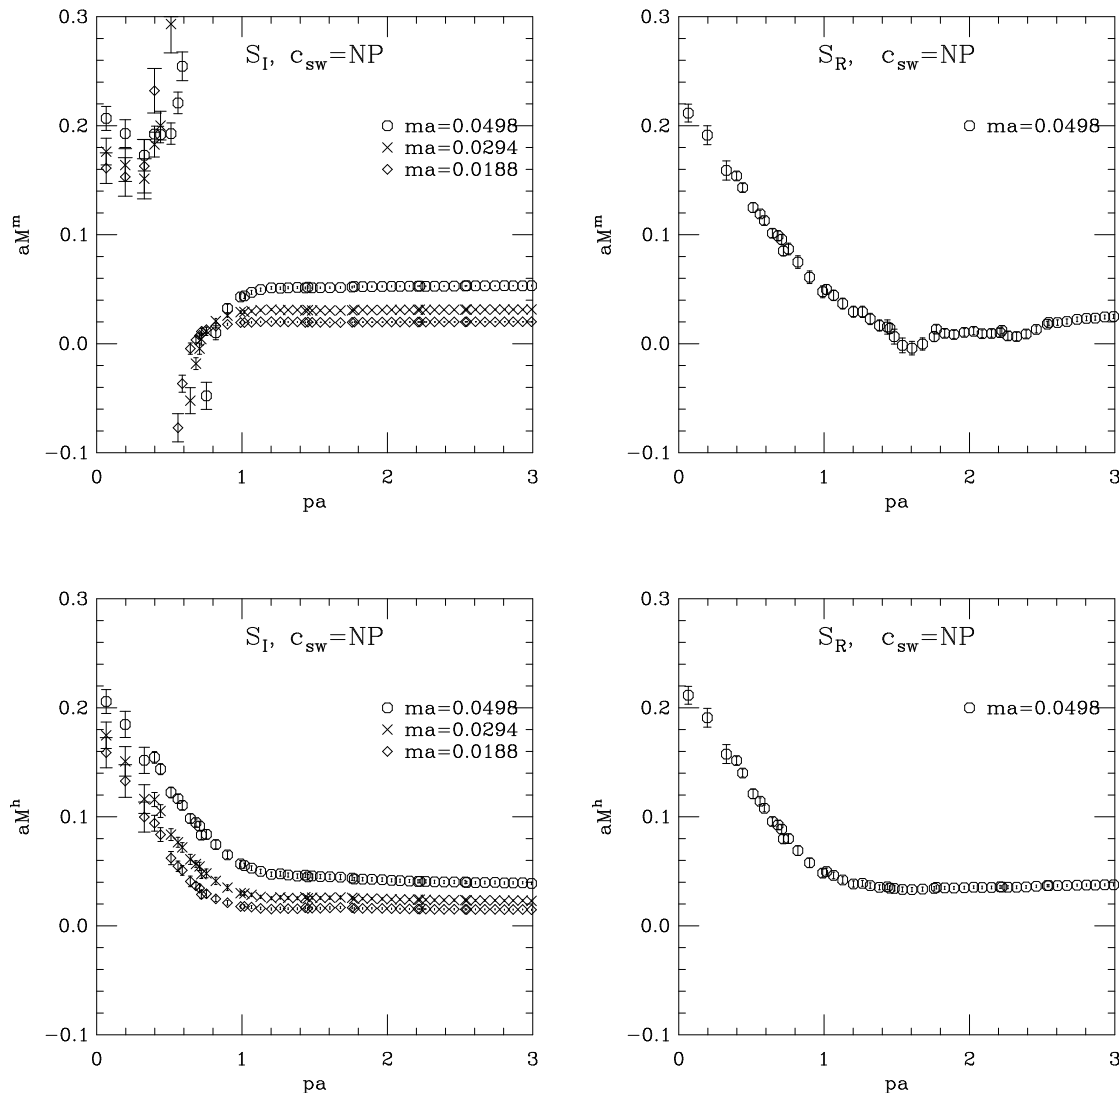 S_I, c_sw=NP
ma=0.0498
ma=0.0294
ma=0.0188
0.3
0.2
0.1
0.0
−0.1
aM^m
0 1 2 3
pa
S_R, c_sw=NP
ma=0.0498
0.3
0.2
0.1
0.0
−0.1
aM^m
0 1 2 3
pa
S_I, c_sw=NP
ma=0.0498
ma=0.0294
ma=0.0188
0.3
0.2
0.1
0.0
−0.1
aM^h
0 1 2 3
pa
S_R, c_sw=NP
ma=0.0498
0.3
0.2
0.1
0.0
−0.1
aM^h
0 1 2 3
pa